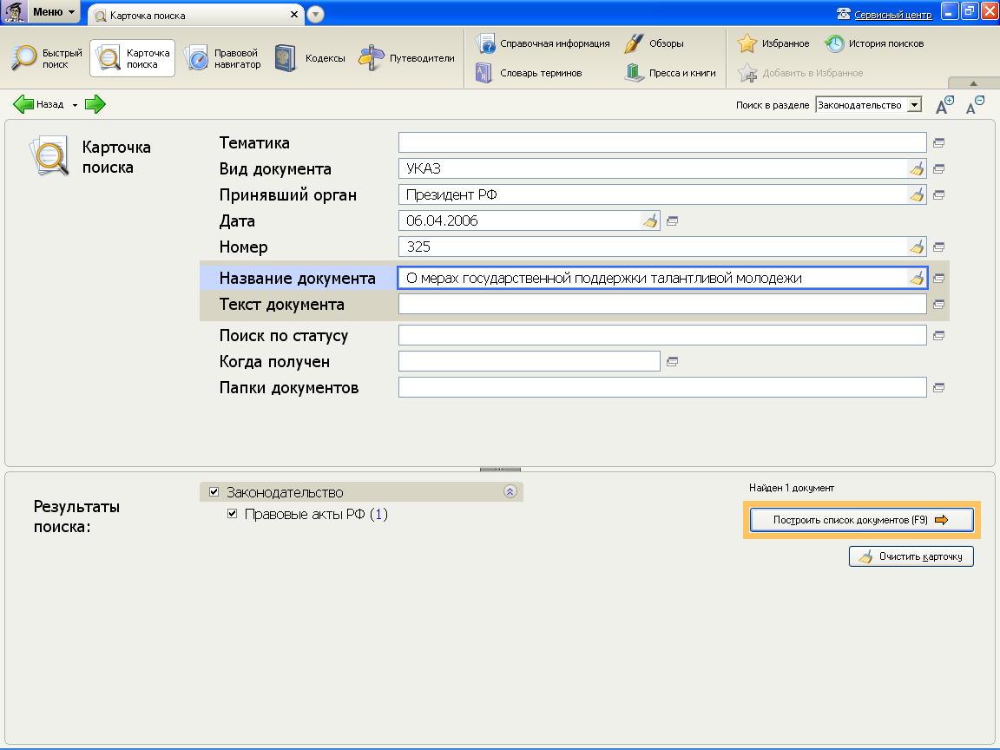 Меню
Карточка поиска
Сервисный центр
Быстрый поиск
Карточка поиска
Правовой навигатор
Кодексы
Путеводители
Справочная информация
Словарь терминов
Обзоры
Пресса и книги
Избранное
История поисков
Добавить в Избранное
Назад
Поиск в разделе
Законодательство
Карточка
поиска
Тематика
Вид документа УКАЗ
Принявший орган Президент РФ
Дата 06.04.2006
Номер 325
Название документа О мерах государственной поддержки талантливой молодежи
Текст документа
Поиск по статусу
Когда получен
Папки документов
Результаты
поиска:
Законодательство
Правовые акты РФ (1)
Найден 1 документ
Построить список документов (F9)
Очистить карточку